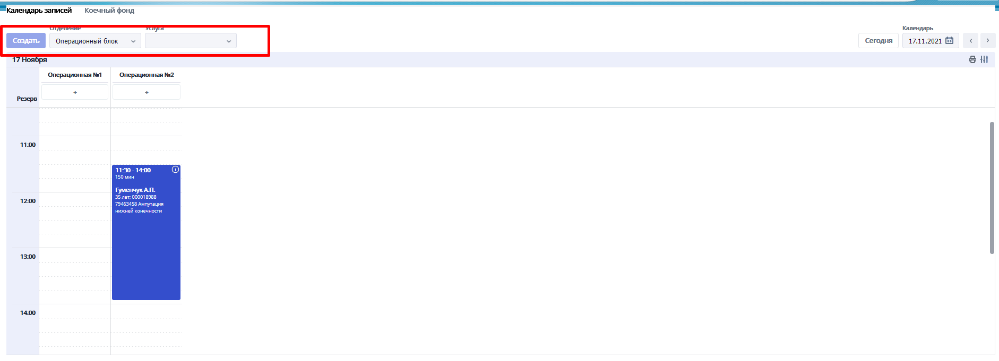 Календарь записей
Коечный фонд
Отделение
Услуга
Календарь
Создать
Операционный блок
Сегодня
17.11.2021
17 Ноября
Операционная №1
Операционная №2
+
+
Резерв
11:00
11:30 - 14:00
150 мин
Гуменчук А.П.
35 лет; 000018988
79463458 Ампутация
нижней конечности
12:00
13:00
14:00